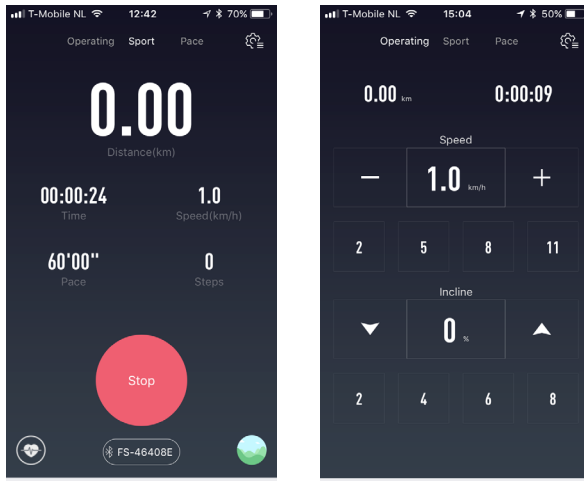 T-Mobile NL 12:42 70%
Operating Sport Pace
0.00
Distance(km)
00:00:24 1.0
Time Speed(km/h)
60'00" 0
Pace Steps
Stop
FS-46408E
T-Mobile NL 15:04 50%
Operating Sport Pace
0.00 km 0:00:09
Speed
− 1.0 km/h +
2 5 8 11
Incline
0 %
2 4 6 8